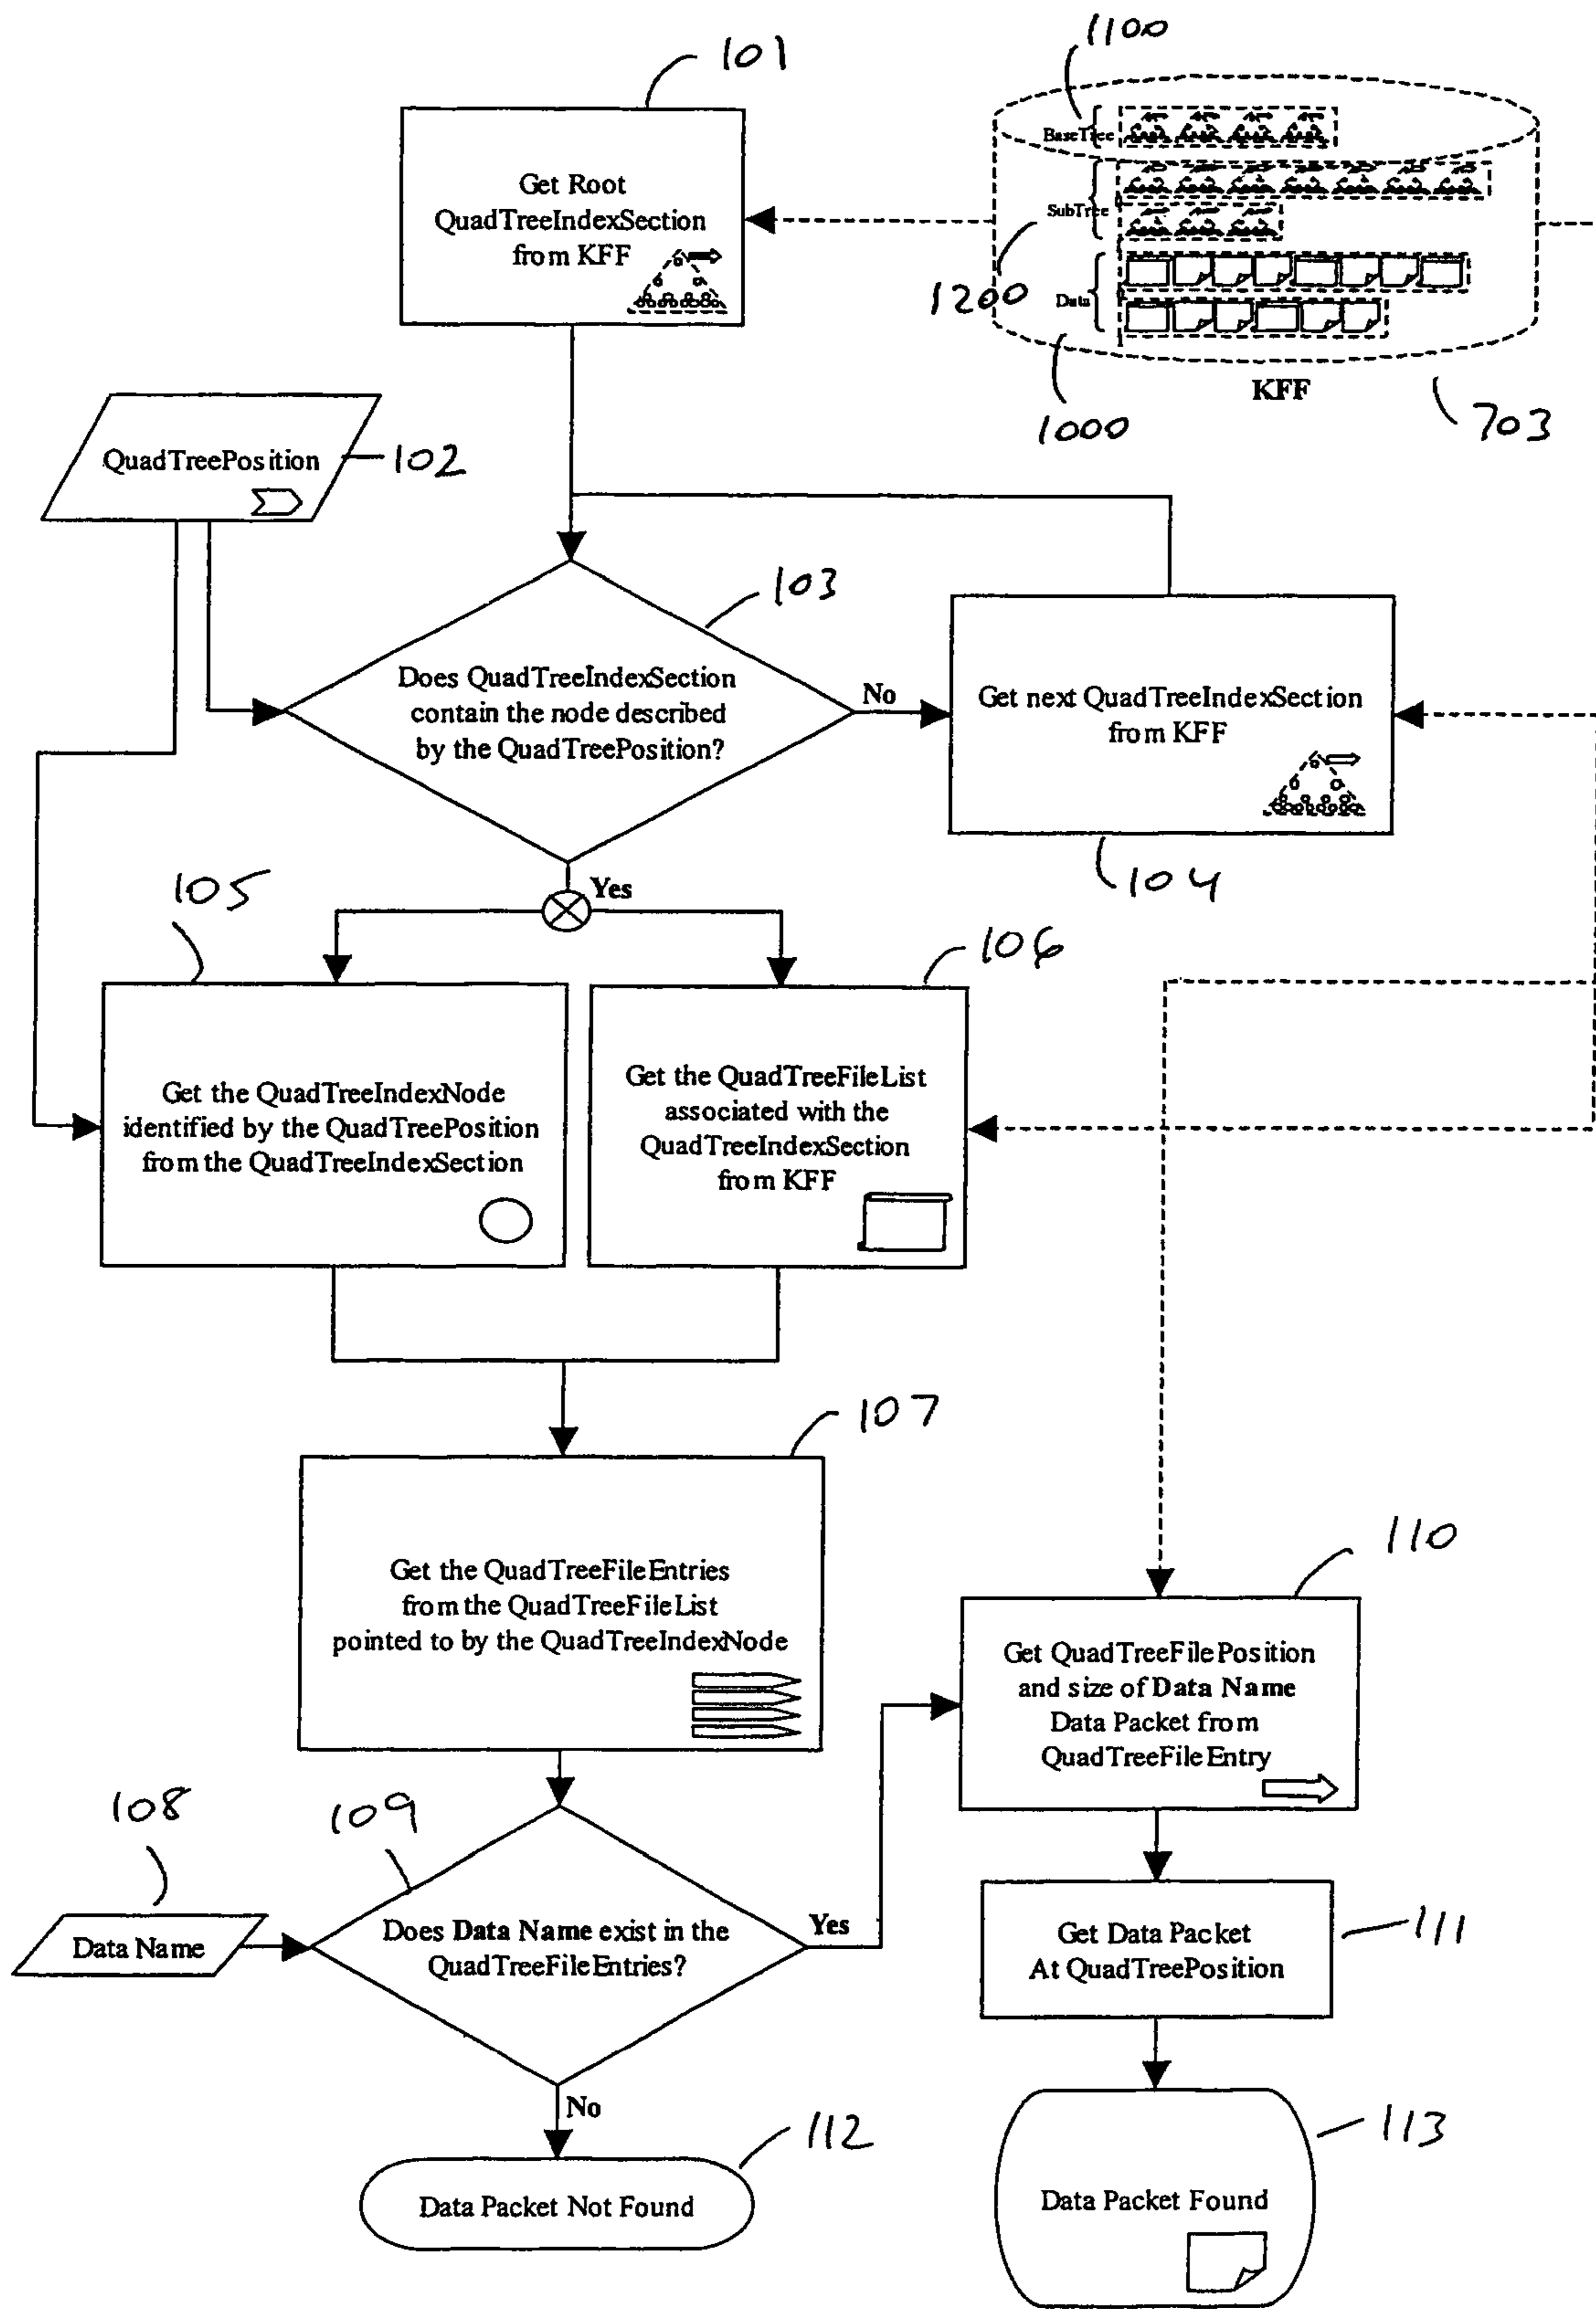 101
1100
Get Root
QuadTreeIndexSection
from KFF
BaseTree
SubTree
1200
Data
1000
KFF
703
QuadTreePosition
102
103
Does QuadTreeIndexSection
contain the node described
by the QuadTreePosition?
No
Get next QuadTreeIndexSection
from KFF
104
Yes
105
106
Get the QuadTreeIndexNode
identified by the QuadTreePosition
from the QuadTreeIndexSection
Get the QuadTreeFileList
associated with the
QuadTreeIndexSection
from KFF
107
Get the QuadTreeFileEntries
from the QuadTreeFileList
pointed to by the QuadTreeIndexNode
110
Get QuadTreeFilePosition
and size of Data Name
Data Packet from
QuadTreeFileEntry
108
109
Data Name
Does Data Name exist in the
QuadTreeFileEntries?
Yes
Get Data Packet
At QuadTreePosition
111
No
112
Data Packet Not Found
113
Data Packet Found